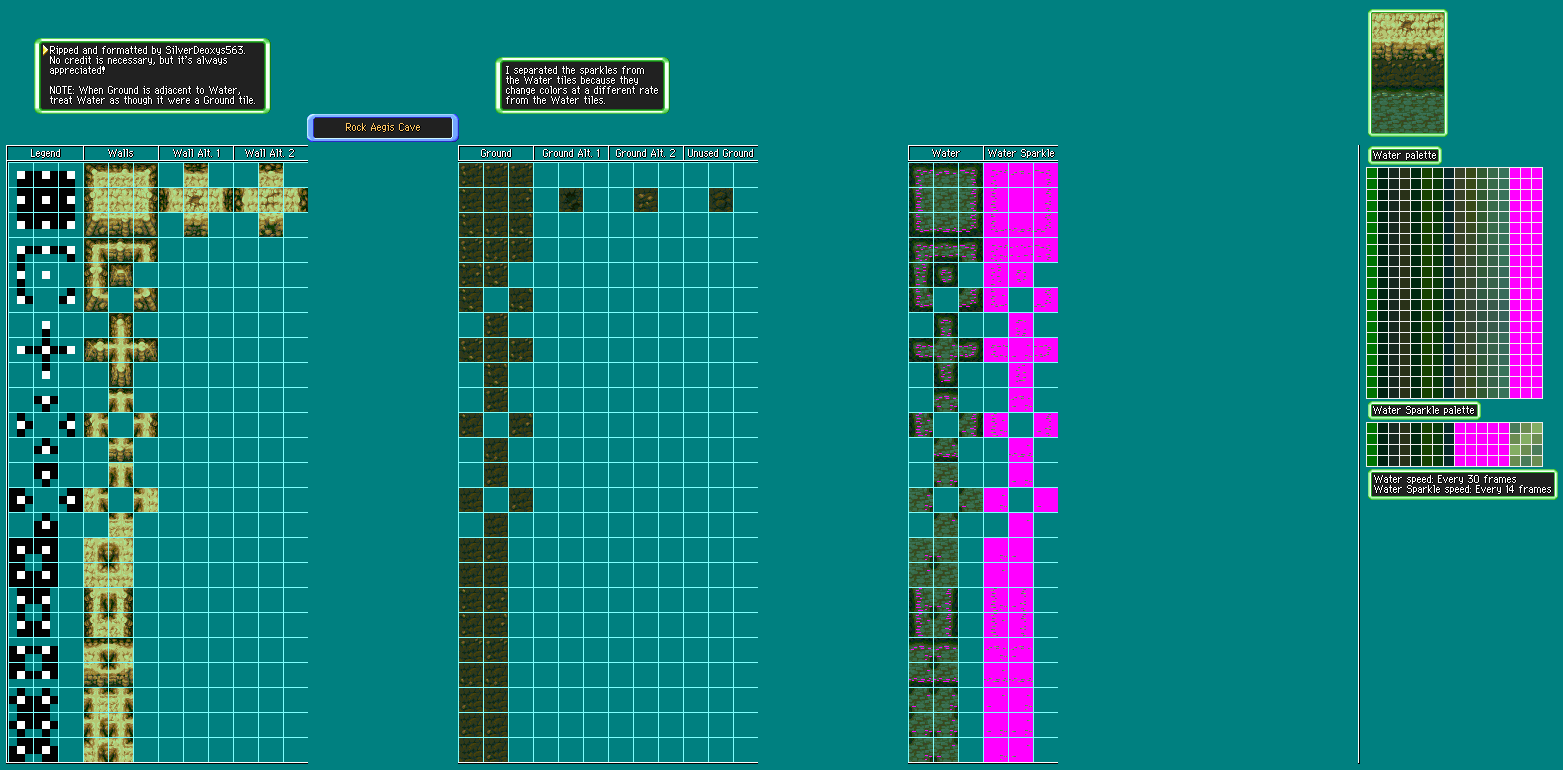 Ripped and formatted by SilverDeoxys563.
No credit is necessary, but it's always
appreciated!
NOTE: When Ground is adjacent to Water,
treat Water as though it were a Ground tile.
I separated the sparkles from
the Water tiles because they
change colors at a different rate
from the Water tiles.
Rock Aegis Cave
Legend Walls Wall Alt. 1 Wall Alt. 2
Ground Ground Alt. 1 Ground Alt. 2 Unused Ground
Water Water Sparkle
Water palette
Water Sparkle palette
Water speed: Every 30 frames
Water Sparkle speed: Every 14 frames